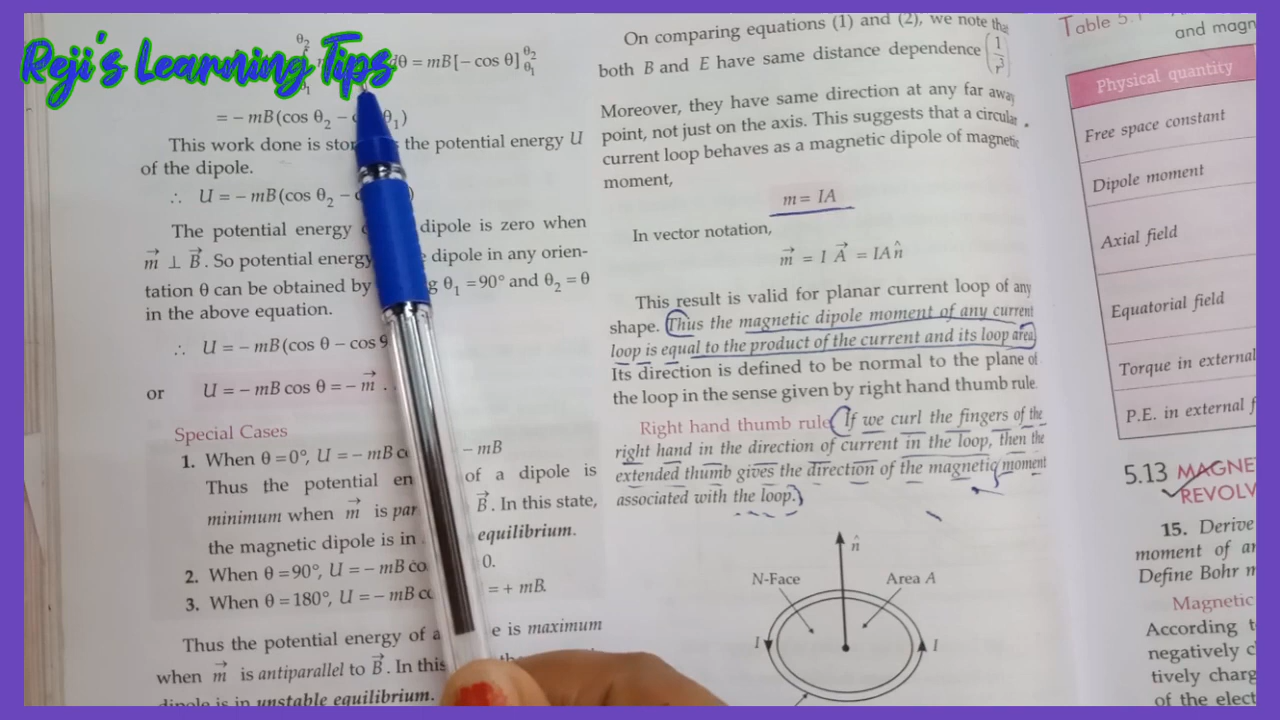 Reji's Learning Tips
θ₂
dθ = mB[− cos θ]θ₂θ₁
= − mB(cos θ₂ − θ₁)
This work done is the potential energy U
of the dipole.
∴ U = − mB(cos θ₂ −
The potential energy dipole is zero when
m⃗ ⊥ B⃗. So potential energy dipole in any orien-
tation θ can be obtained by θ₁ = 90° and θ₂ = θ
in the above equation.
∴ U = − mB(cos θ − cos 9
or U = − mB cos θ = − m⃗ .
Special Cases
1. When θ = 0°, U = − mB − mB
Thus the potential of a dipole is
minimum when m⃗ is B⃗. In this state,
the magnetic dipole is in equilibrium.
2. When θ = 90°, U = − mB 0.
3. When θ = 180°, U = − mB = + mB.
Thus the potential energy of a is maximum
when m⃗ is antiparallel to B⃗. In this
dipole is in unstable equilibrium.
On comparing equations (1) and (2), we note that
both B and E have same distance dependence (1/r³)
Moreover, they have same direction at any far away
point, not just on the axis. This suggests that a circular
current loop behaves as a magnetic dipole of magnetic
moment,
m = IA
In vector notation,
m⃗ = I A⃗ = IA n̂
This result is valid for planar current loop of any
shape. Thus the magnetic dipole moment of any current
loop is equal to the product of the current and its loop area.
Its direction is defined to be normal to the plane of
the loop in the sense given by right hand thumb rule.
Right hand thumb rule. If we curl the fingers of the
right hand in the direction of current in the loop, then the
extended thumb gives the direction of the magnetic moment
associated with the loop.
n̂
N-Face Area A
I I
Table 5.1
and magn
Physical quantity
Free space constant
Dipole moment
Axial field
Equatorial field
Torque in external
P.E. in external f
5.13 MAGNE
REVOLV
15. Derive
moment of an
Define Bohr m
Magnetic
According t
negatively c
tively charg
of the elect